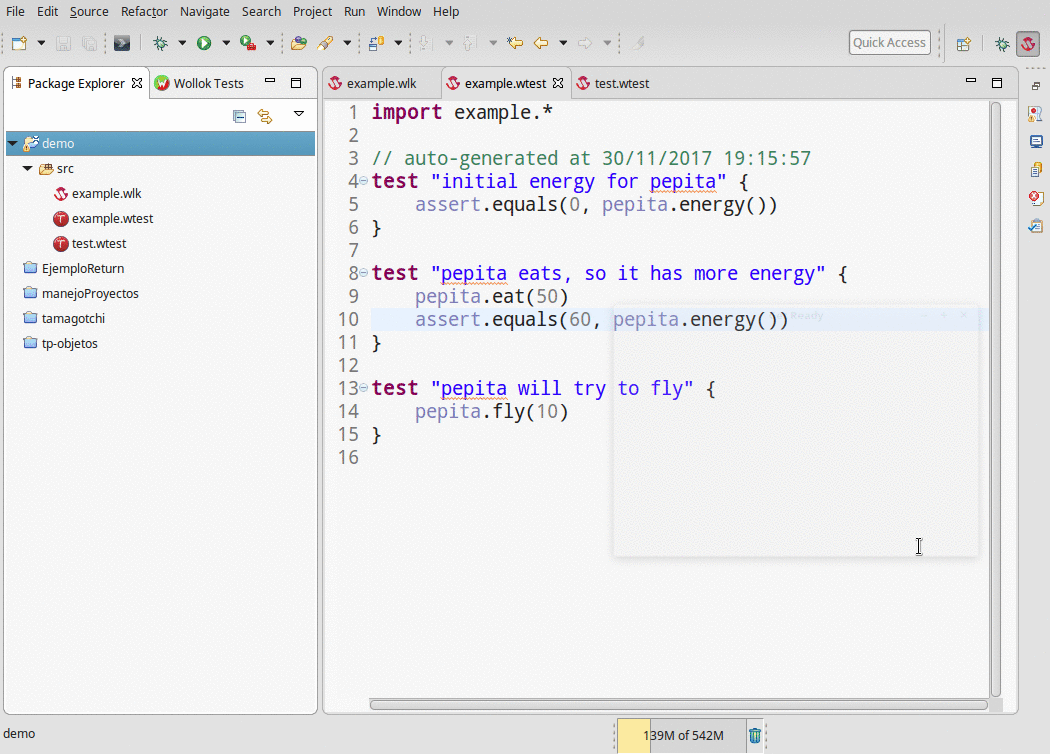 File Edit Source Refactor Navigate Search Project Run Window Help
Quick Access
Package Explorer
Wollok Tests
demo
src
example.wlk
example.wtest
test.wtest
EjemploReturn
manejoProyectos
tamagotchi
tp-objetos
example.wlk
example.wtest
test.wtest
1 import example.*
2
3 // auto-generated at 30/11/2017 19:15:57
4 test "initial energy for pepita" {
5 assert.equals(0, pepita.energy())
6 }
7
8 test "pepita eats, so it has more energy" {
9 pepita.eat(50)
10 assert.equals(60, pepita.energy())
11 }
12
13 test "pepita will try to fly" {
14 pepita.fly(10)
15 }
16
Ready
demo
139M of 542M